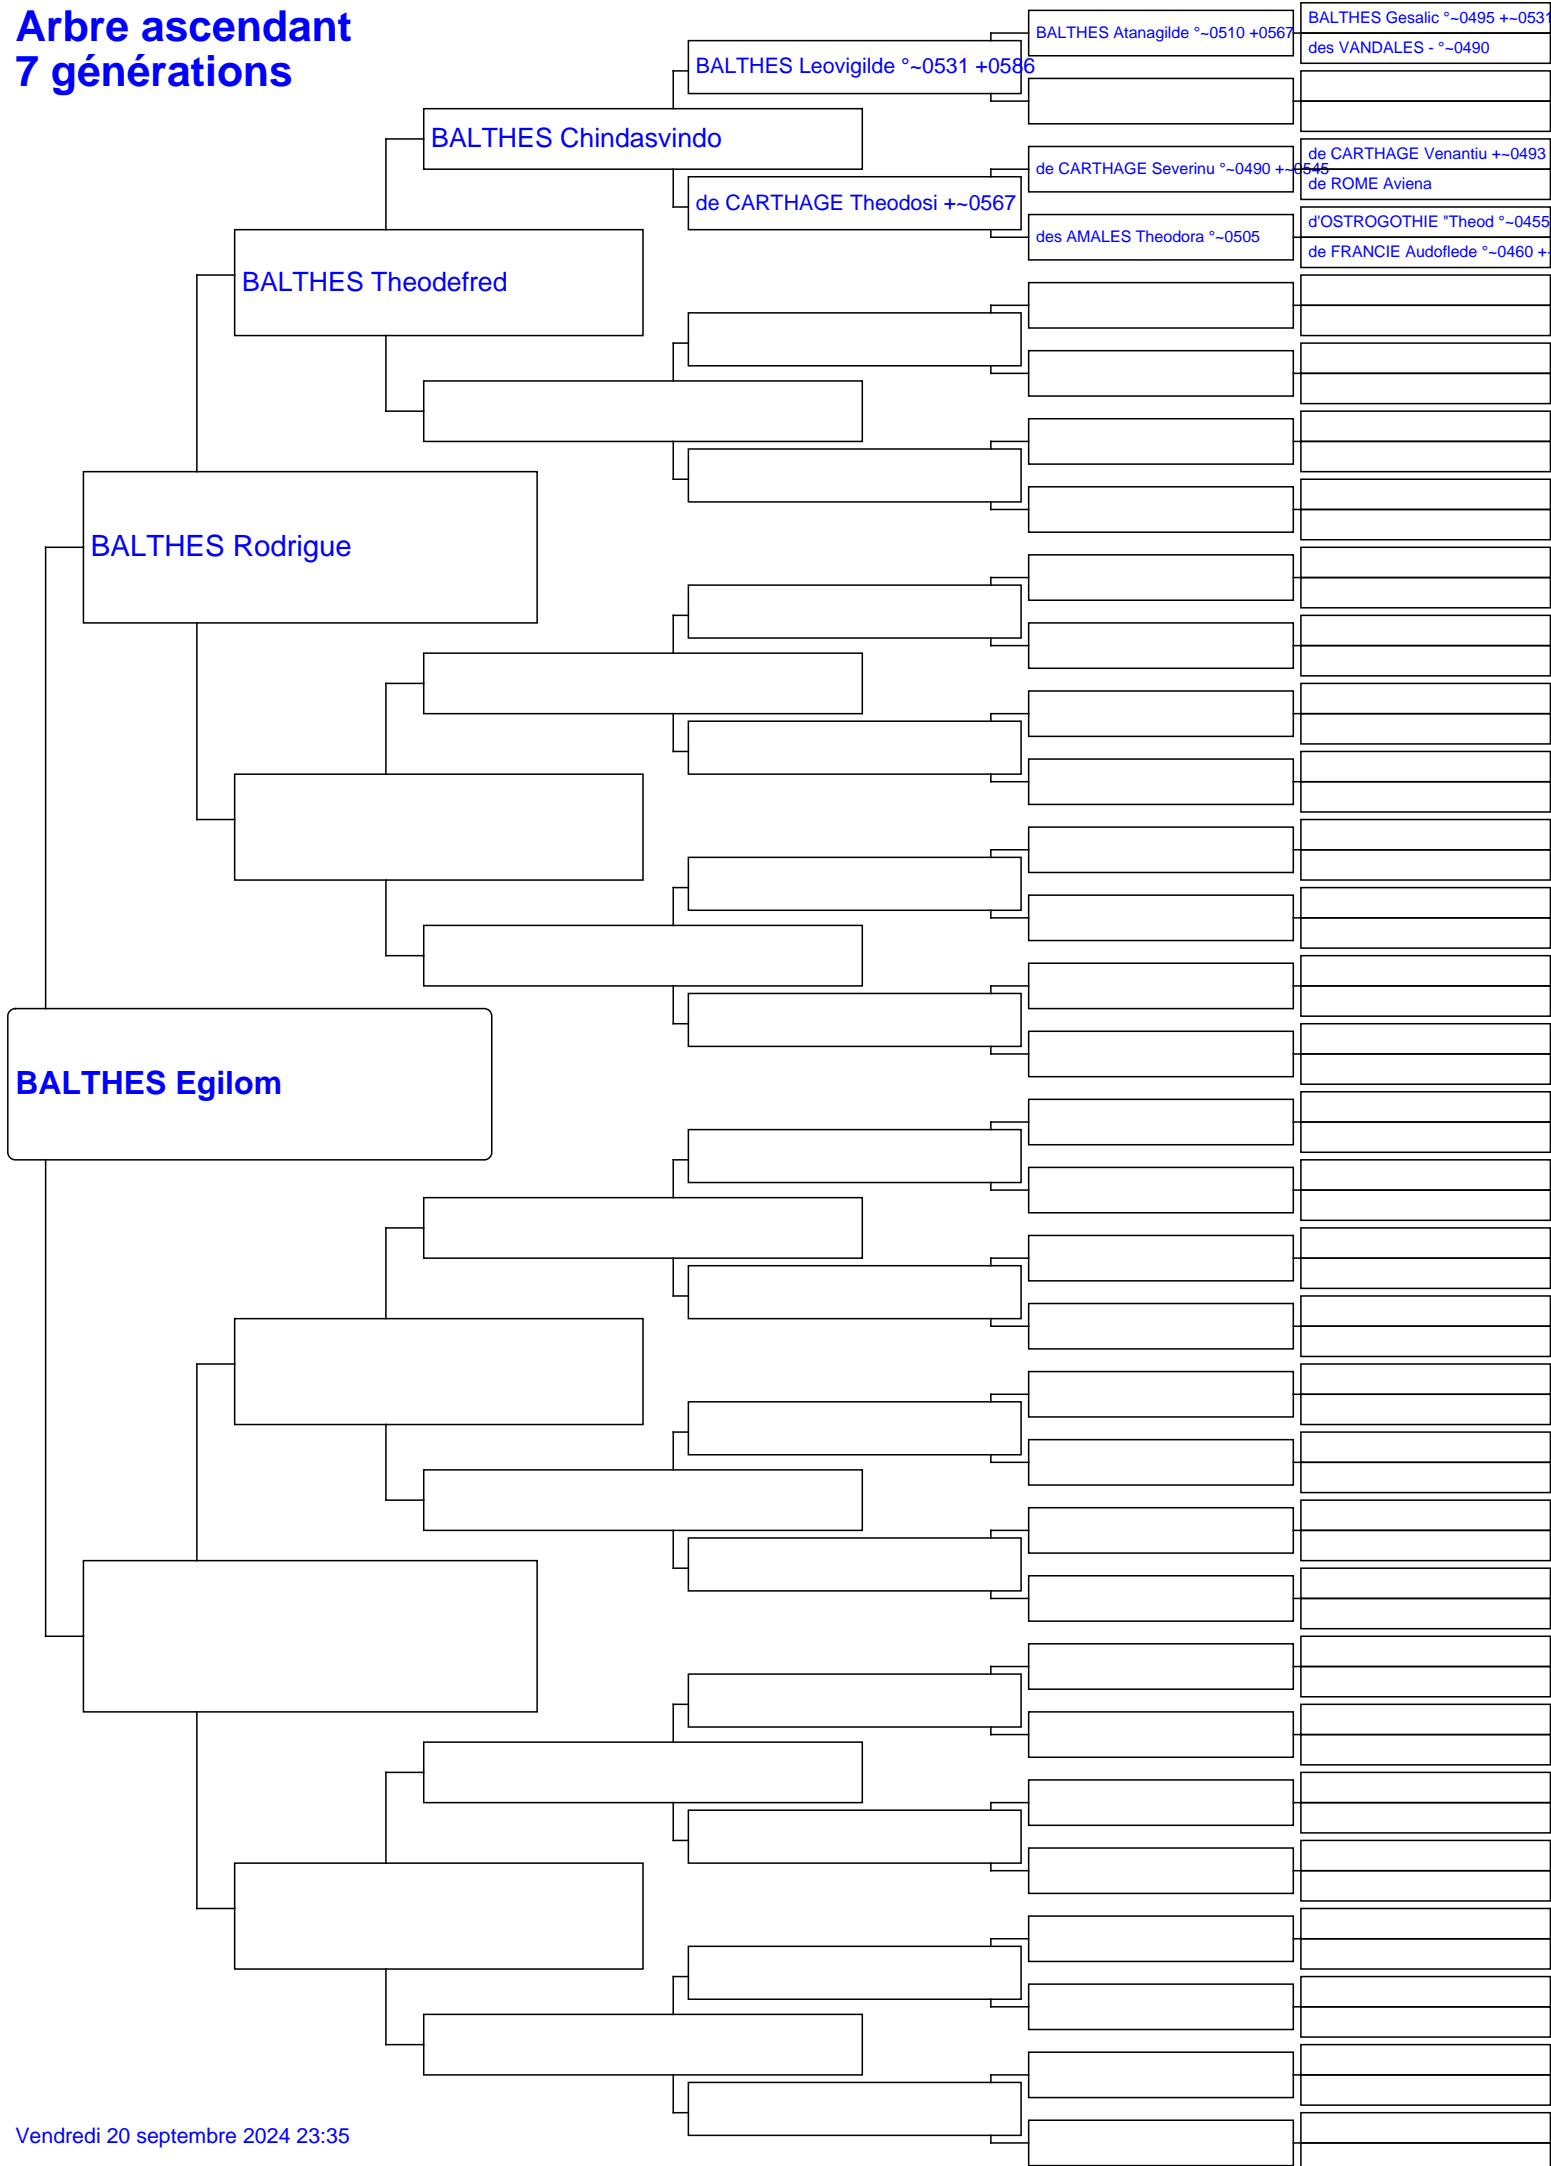 Arbre ascendant
7 générations
BALTHES Gesalic °~0495 +~0531
BALTHES Atanagilde °~0510 +0567
des VANDALES - °~0490
BALTHES Leovigilde °~0531 +0586
BALTHES Chindasvindo
de CARTHAGE Venantiu +~0493
de CARTHAGE Severinu °~0490 +~0545
de ROME Aviena
de CARTHAGE Theodosi +~0567
d'OSTROGOTHIE "Theod °~0455
des AMALES Theodora °~0505
de FRANCIE Audoflede °~0460 +~
BALTHES Theodefred
BALTHES Rodrigue
BALTHES Egilom
Vendredi 20 septembre 2024 23:35